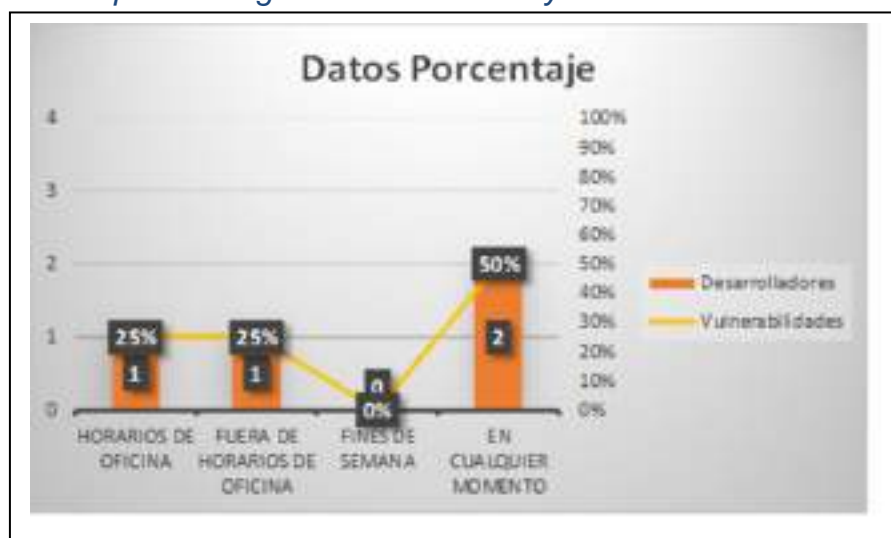 Datos Porcentaje
4
3
2
1
0
100%
90%
80%
70%
60%
50%
40%
30%
20%
10%
0%
25%
25%
50%
1
1
0
0%
2
HORARIOS DE
OFICINA
FUERA DE
HORARIOS DE
OFICINA
FINES DE
SEMANA
EN
CUALQUIER
MOMENTO
Desarrolladores
Vulnerabilidades